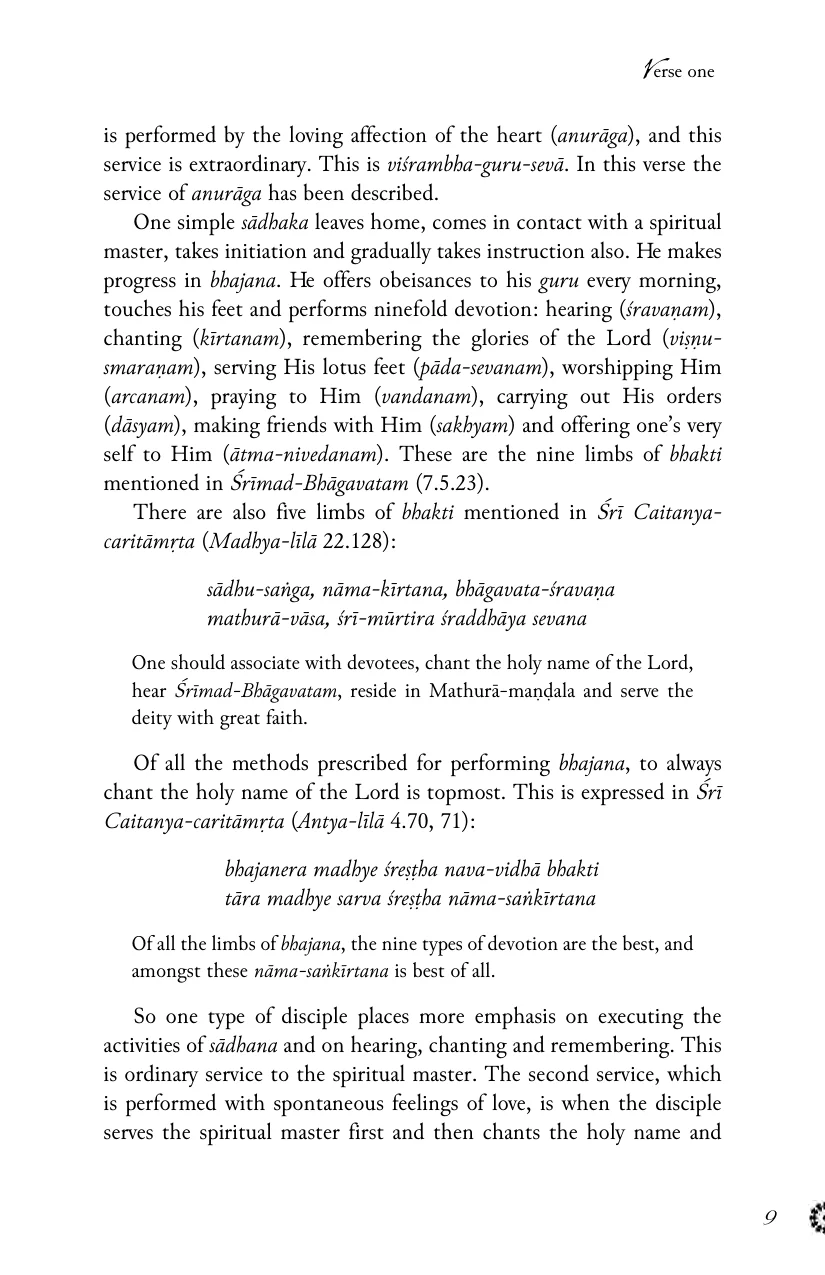 Verse one
is performed by the loving affection of the heart (anurāga), and this
service is extraordinary. This is viśrambha-guru-sevā. In this verse the
service of anurāga has been described.
One simple sādhaka leaves home, comes in contact with a spiritual
master, takes initiation and gradually takes instruction also. He makes
progress in bhajana. He offers obeisances to his guru every morning,
touches his feet and performs ninefold devotion: hearing (śravaṇam),
chanting (kīrtanam), remembering the glories of the Lord (viṣṇu-
smaraṇam), serving His lotus feet (pāda-sevanam), worshipping Him
(arcanam), praying to Him (vandanam), carrying out His orders
(dāsyam), making friends with Him (sakhyam) and offering one’s very
self to Him (ātma-nivedanam). These are the nine limbs of bhakti
mentioned in Śrīmad-Bhāgavatam (7.5.23).
There are also five limbs of bhakti mentioned in Śrī Caitanya-
caritāmṛta (Madhya-līlā 22.128):
sādhu-saṅga, nāma-kīrtana, bhāgavata-śravaṇa
mathurā-vāsa, śrī-mūrtira śraddhāya sevana
One should associate with devotees, chant the holy name of the Lord,
hear Śrīmad-Bhāgavatam, reside in Mathurā-maṇḍala and serve the
deity with great faith.
Of all the methods prescribed for performing bhajana, to always
chant the holy name of the Lord is topmost. This is expressed in Śrī
Caitanya-caritāmṛta (Antya-līlā 4.70, 71):
bhajanera madhye śreṣṭha nava-vidhā bhakti
tāra madhye sarva śreṣṭha nāma-saṅkīrtana
Of all the limbs of bhajana, the nine types of devotion are the best, and
amongst these nāma-saṅkīrtana is best of all.
So one type of disciple places more emphasis on executing the
activities of sādhana and on hearing, chanting and remembering. This
is ordinary service to the spiritual master. The second service, which
is performed with spontaneous feelings of love, is when the disciple
serves the spiritual master first and then chants the holy name and
9